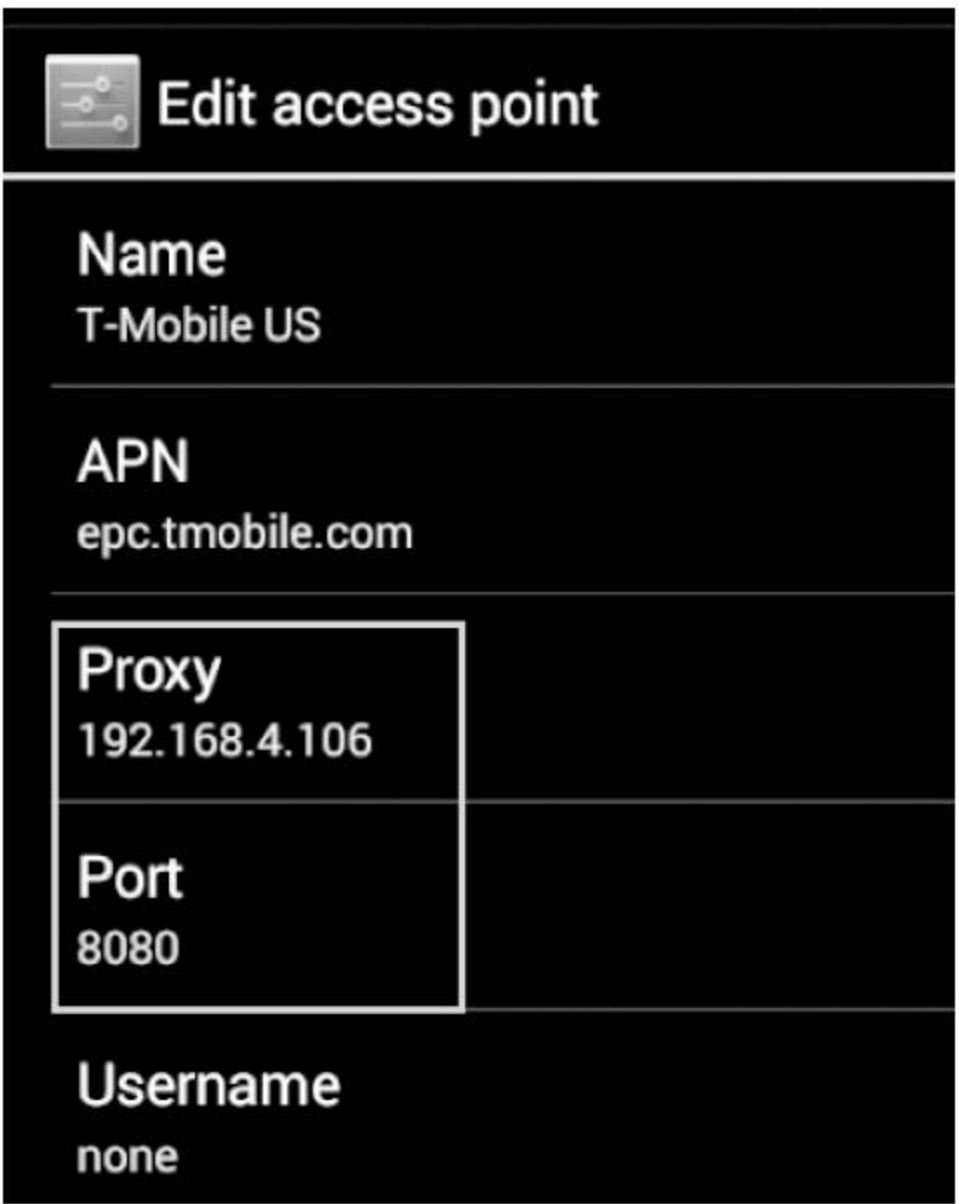 Edit access point
Name
T-Mobile US
APN
epc.tmobile.com
Proxy
192.168.4.106
Port
8080
Username
none